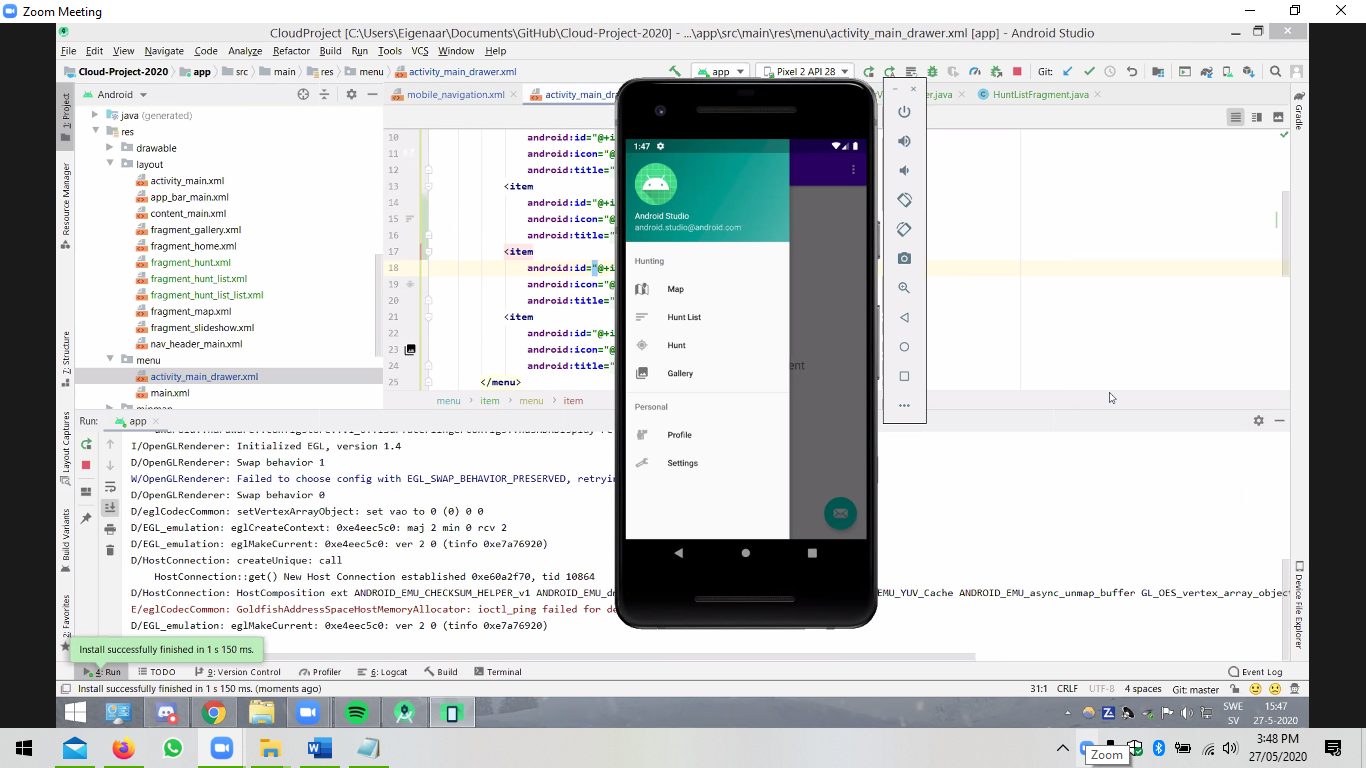 Zoom Meeting
CloudProject [C:\Users\Eigenaar\Documents\GitHub\Cloud-Project-2020] - ...\app\src\main\res\menu\activity_main_drawer.xml [app] - Android Studio
File Edit View Navigate Code Analyze Refactor Build Run Tools VCS Window Help
Cloud-Project-2020 app src main res menu activity_main_drawer.xml app Pixel 2 API 28 Git:
Android
mobile_navigation.xml activity_main_dra HuntListFragment.java
1: Project
Resource Manager
Z: Structure
Layout Captures
Build Variants
2: Favorites
Gradle
Device File Explorer
java (generated)
res
drawable
layout
activity_main.xml
app_bar_main.xml
content_main.xml
fragment_gallery.xml
fragment_home.xml
fragment_hunt.xml
fragment_hunt_list.xml
fragment_hunt_list_list.xml
fragment_map.xml
fragment_slideshow.xml
nav_header_main.xml
menu
activity_main_drawer.xml
main.xml
10 android:id="@+i
11 android:icon="@
12 android:title="
13 <item
14 android:id="@+i
15 android:icon="@
16 android:title="
17 <item
18 android:id="@+i
19 android:icon="@
20 android:title="
21 <item
22 android:id="@+i
23 android:icon="@
24 android:title="
25 </menu>
menu item menu item
1:47
Android Studio
android.studio@android.com
Hunting
Map
Hunt List
Hunt
Gallery
Personal
Profile
Settings
ent
Run: app
I/OpenGLRenderer: Initialized EGL, version 1.4
D/OpenGLRenderer: Swap behavior 1
W/OpenGLRenderer: Failed to choose config with EGL_SWAP_BEHAVIOR_PRESERVED, retryin
D/OpenGLRenderer: Swap behavior 0
D/eglCodecCommon: setVertexArrayObject: set vao to 0 (0) 0 0
D/EGL_emulation: eglCreateContext: 0xe4eec5c0: maj 2 min 0 rcv 2
D/EGL_emulation: eglMakeCurrent: 0xe4eec5c0: ver 2 0 (tinfo 0xe7a76920)
D/HostConnection: createUnique: call
HostConnection::get() New Host Connection established 0xe60a2f70, tid 10864
D/HostConnection: HostComposition ext ANDROID_EMU_CHECKSUM_HELPER_v1 ANDROID_EMU_d EMU_YUV_Cache ANDROID_EMU_async_unmap_buffer GL_OES_vertex_array_object
E/eglCodecCommon: GoldfishAddressSpaceHostMemoryAllocator: ioctl_ping failed for de
D/EGL_emulation: eglMakeCurrent: 0xe4eec5c0: ver 2 0 (tinfo 0xe7a76920)
Install successfully finished in 1 s 150 ms.
4: Run TODO 9: Version Control Profiler 6: Logcat Build Terminal Event Log
Install successfully finished in 1 s 150 ms. (moments ago) 31:1 CRLF UTF-8 4 spaces Git: master
SWE 15:47
SV 27-5-2020
3:48 PM
27/05/2020
Zoom